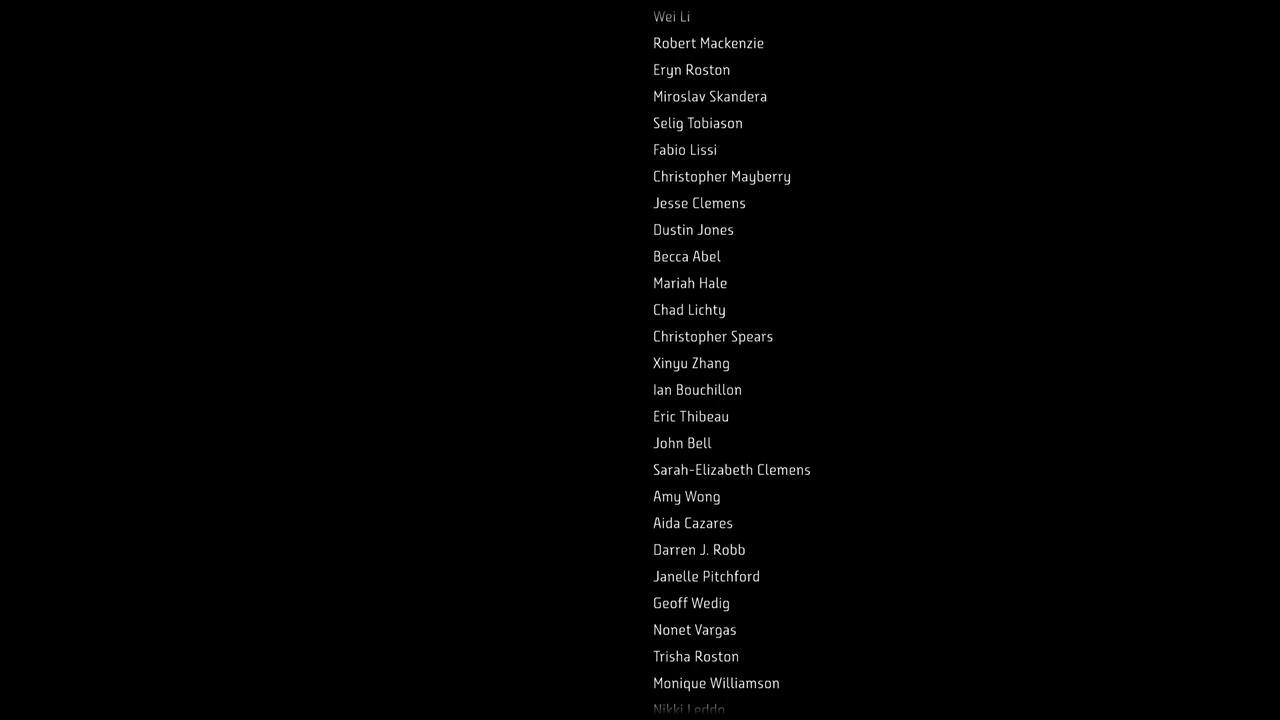 Wei Li
Robert Mackenzie
Eryn Roston
Miroslav Skandera
Selig Tobiason
Fabio Lissi
Christopher Mayberry
Jesse Clemens
Dustin Jones
Becca Abel
Mariah Hale
Chad Lichty
Christopher Spears
Xinyu Zhang
Ian Bouchillon
Eric Thibeau
John Bell
Sarah-Elizabeth Clemens
Amy Wong
Aida Cazares
Darren J. Robb
Janelle Pitchford
Geoff Wedig
Nonet Vargas
Trisha Roston
Monique Williamson
Nikki Leddo